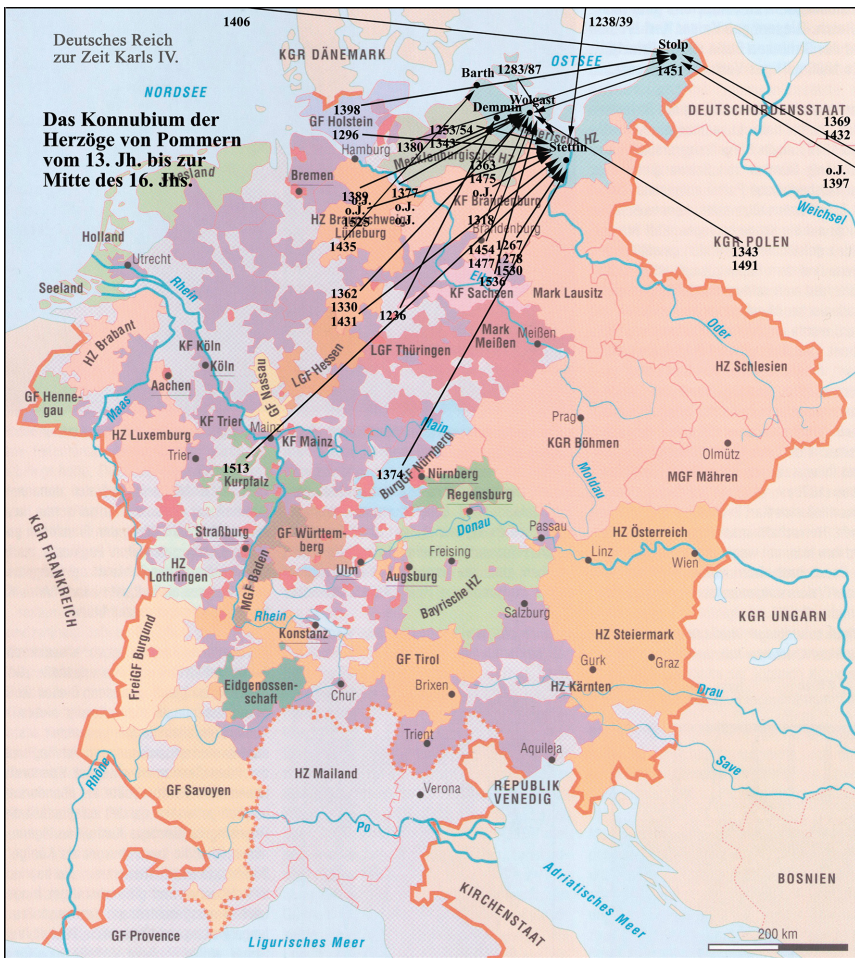 1406
1238/39
Deutsches Reich
zur Zeit Karls IV.
KGR DÄNEMARK
OSTSEE
Stolp
1451
NORDSEE
Barth
1283/87
Das Konnubium der
Herzöge von Pommern
vom 13. Jh. bis zur
Mitte des 16. Jhs.
1398
GF Holstein
1296
Demmin
Wolgast
1253/54
1343
1380
Stettin
DEUTSCHORDENSSTAAT
1369
1432
o.J.
1397
Hamburg
Mecklenburgische HZ
1363
1475
o.J.
Bremen
1389
o.J.
o.J.
1525
1377
o.J.
o.J.
KF Brandenburg
Weichsel
HZ Braunschweig
Lüneburg
1435
1318
Brandenburg
1454
1477
1267
1278
1530
1536
KGR POLEN
1343
1491
Holland
Utrecht
Rhein
Seeland
1362
1330
1431
1236
KF Sachsen
Mark Lausitz
Oder
HZ Brabant
KF Köln
Köln
GF Nassau
LGF Hessen
LGF Thüringen
Mark
Meißen
Meißen
HZ Schlesien
Aachen
GF Henne-
gau
Maas
KF Trier
Mainz
KF Mainz
Main
Prag
HZ Luxemburg
Trier
KGR Böhmen
Olmütz
1513
Kurpfalz
1374
BurgGF Nürnberg
Nürnberg
Moldau
MGF Mähren
Regensburg
KGR FRANKREICH
Straßburg
GF Württem-
berg
Donau
Passau
HZ Österreich
HZ
Lothringen
MGF Baden
Ulm
Augsburg
Freising
Linz
Wien
Bayrische HZ
Salzburg
Rhein
Konstanz
KGR UNGARN
FreiGF Burgund
HZ Steiermark
GF Tirol
Gurk
Graz
Eidgenossen-
schaft
Chur
Brixen
HZ Kärnten
Drau
Trient
Aquileja
Rhône
HZ Mailand
Save
GF Savoyen
Verona
REPUBLIK
VENEDIG
Po
Adriatisches Meer
BOSNIEN
KIRCHENSTAAT
GF Provence
Ligurisches Meer
200 km